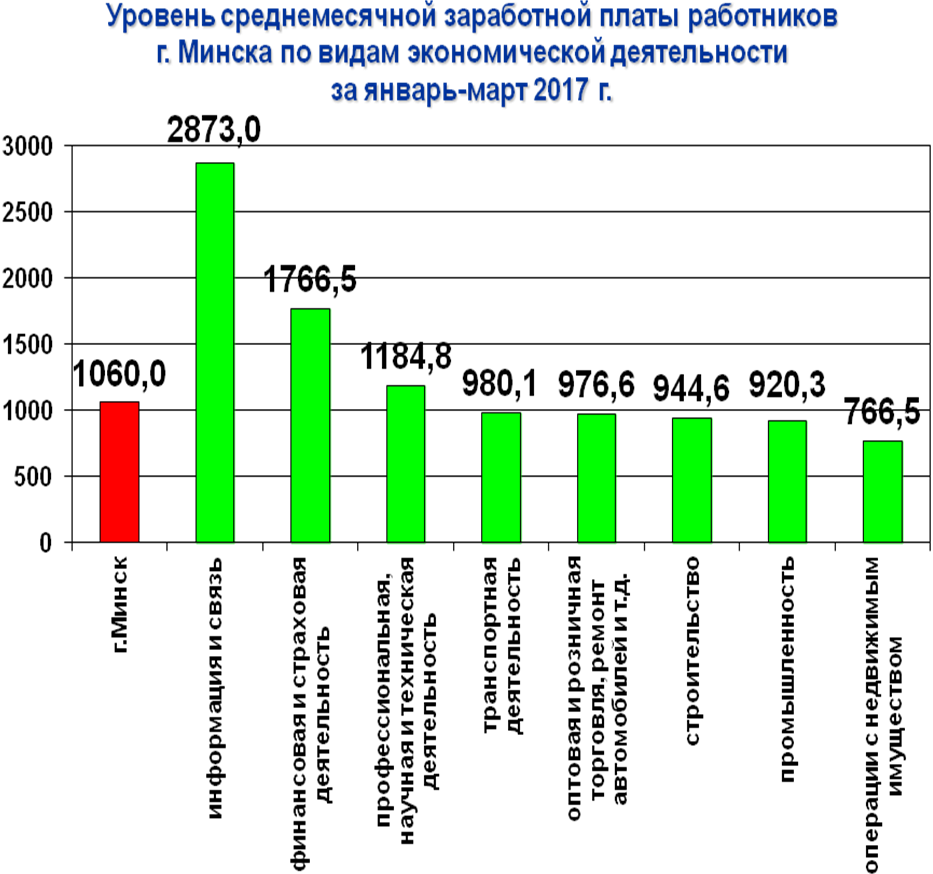 Уровень среднемесячной заработной платы работников
г. Минска по видам экономической деятельности
за январь-март 2017 г.
3000
2500
2000
1500
1000
500
0
1060,0
2873,0
1766,5
1184,8
980,1
976,6
944,6
920,3
766,5
г.Минск
информация и связь
финансовая и страховая
деятельность
профессиональная,
научная и техническая
деятельность
транспортная
деятельность
оптовая и розничная
торговля, ремонт
автомобилей и т.д.
строительство
промышленность
операции с недвижимым
имуществом